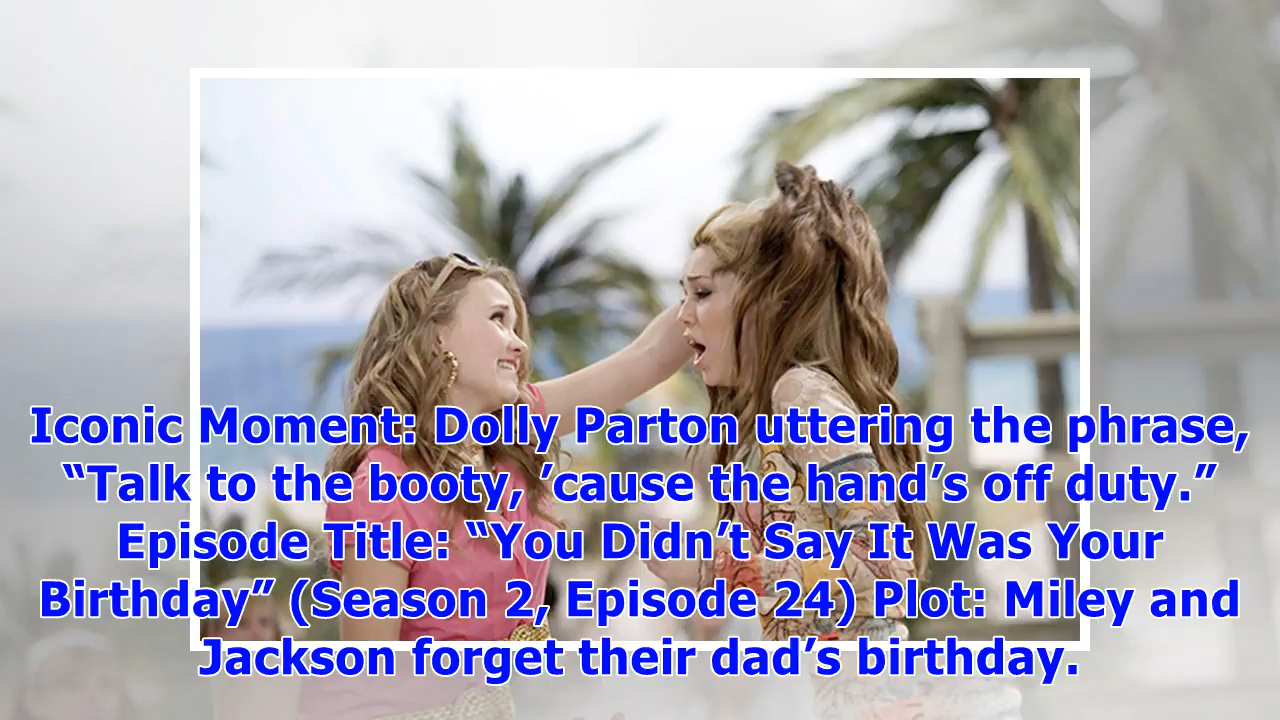 Iconic Moment: Dolly Parton uttering the phrase,
“Talk to the booty, ’cause the hand’s off duty.”
Episode Title: “You Didn’t Say It Was Your
Birthday” (Season 2, Episode 24) Plot: Miley and
Jackson forget their dad’s birthday.